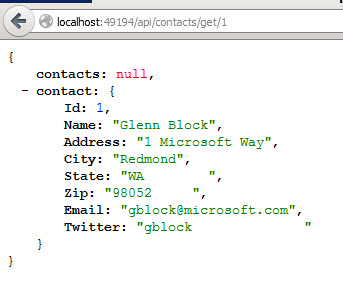 localhost:49194/api/contacts/get/1
{
    contacts: null,
  - contact: {
        Id: 1,
        Name: "Glenn Block",
        Address: "1 Microsoft Way",
        City: "Redmond",
        State: "WA        ",
        Zip: "98052     ",
        Email: "gblock@microsoft.com",
        Twitter: "gblock              "
    }
}